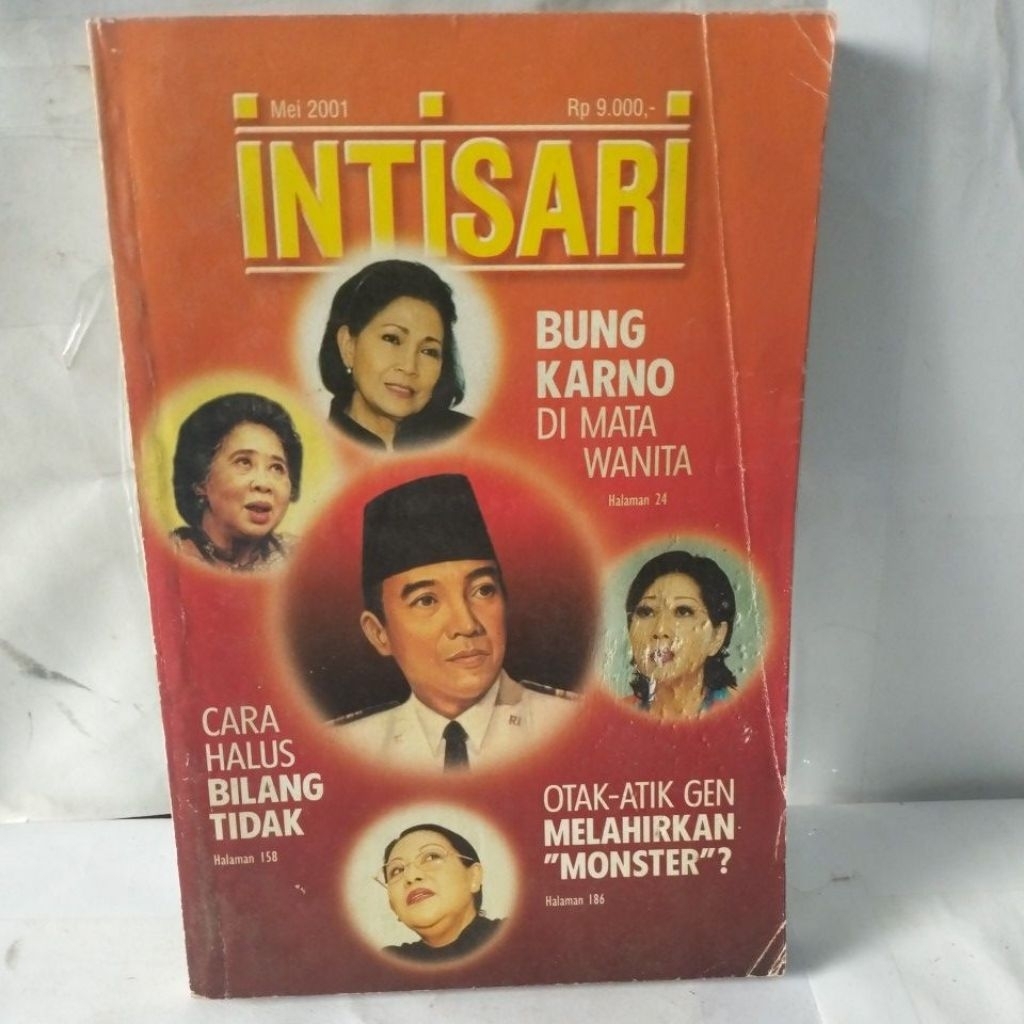 Mei 2001
Rp 9.000,-
iNTiSARi
BUNG
KARNO
DI MATA
WANITA
Halaman 24
CARA
HALUS
BILANG
TIDAK
Halaman 158
OTAK-ATIK GEN
MELAHIRKAN
"MONSTER"?
Halaman 186
RI